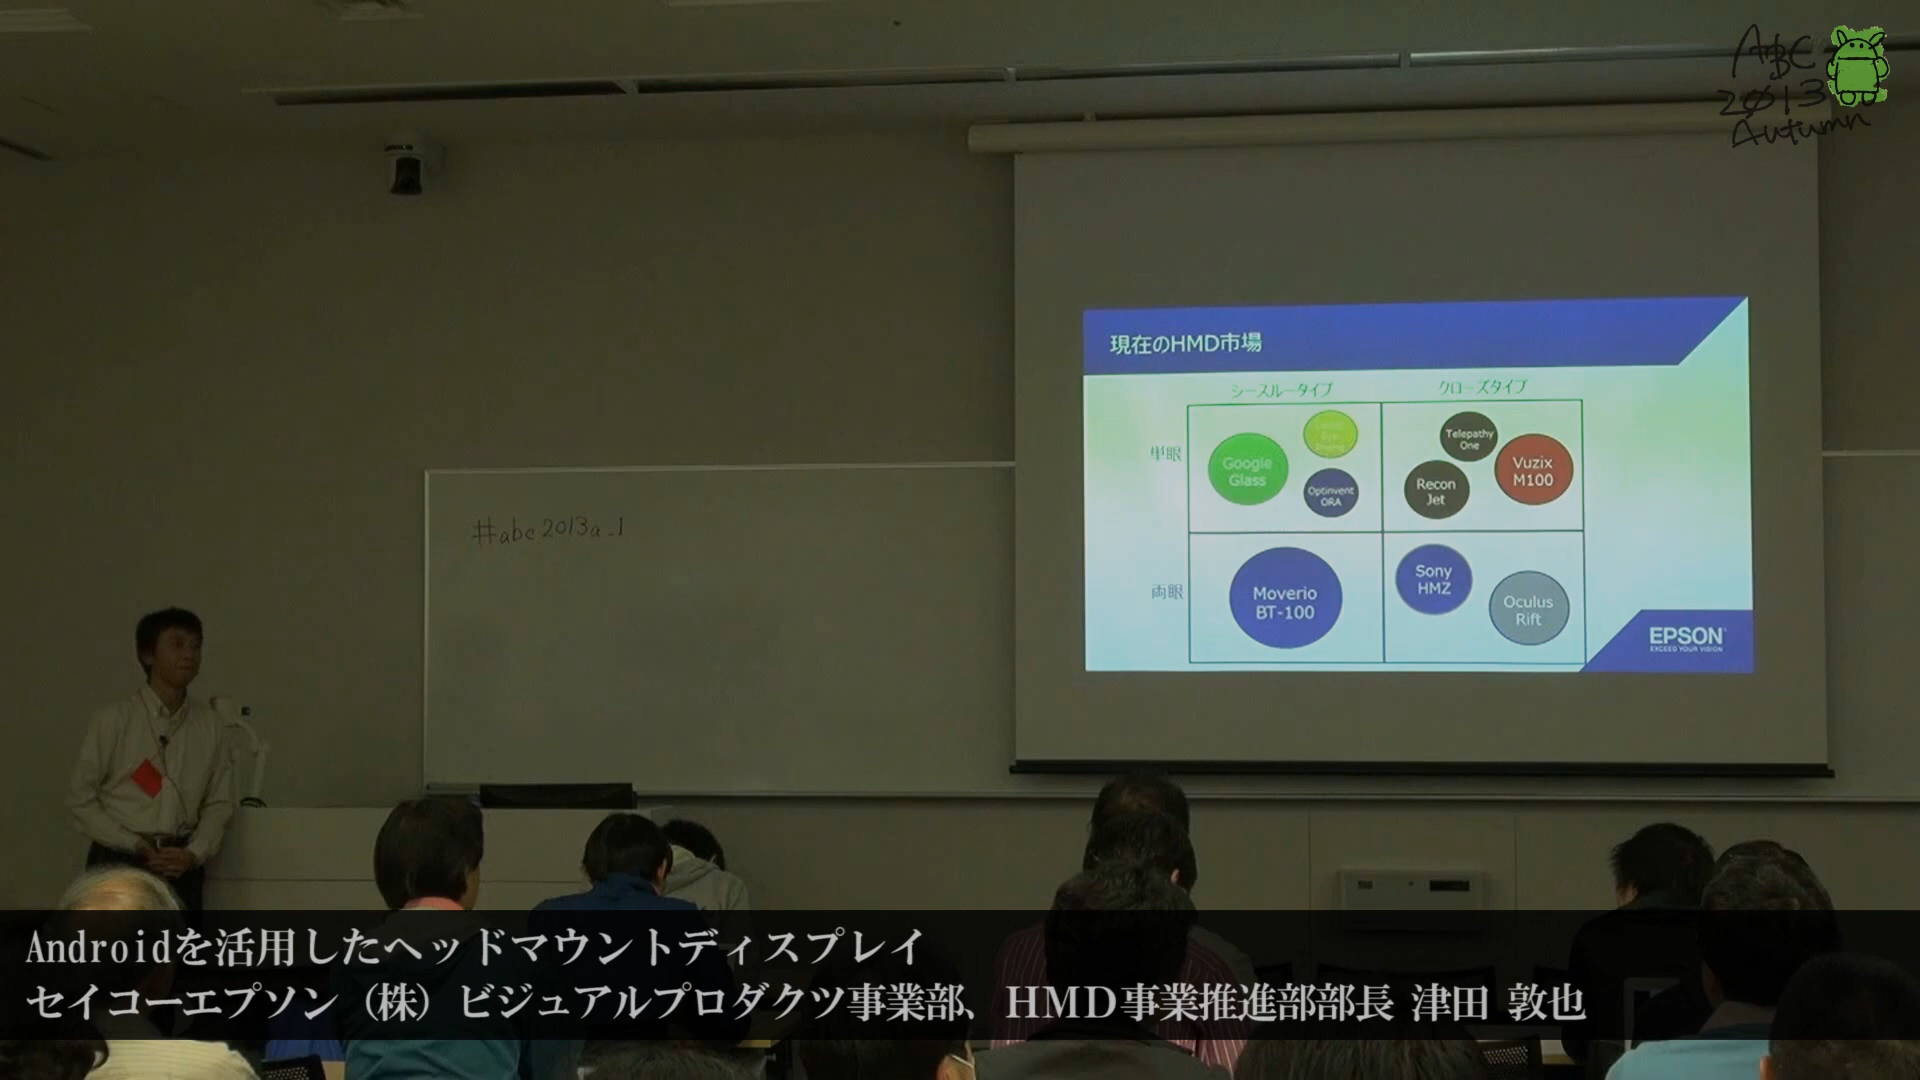 ABC
2013
Autumn
現在のHMD市場
シースルータイプ
クローズタイプ
単眼
Google
Glass
Optinvent
ORA
Telepathy
One
Recon
Jet
Vuzix
M100
両眼
Moverio
BT-100
Sony
HMZ
Oculus
Rift
EPSON
EXCEED YOUR VISION
#abc2013a_1
Androidを活用したヘッドマウントディスプレイ
セイコーエプソン（株）ビジュアルプロダクツ事業部、HMD事業推進部部長 津田 敦也